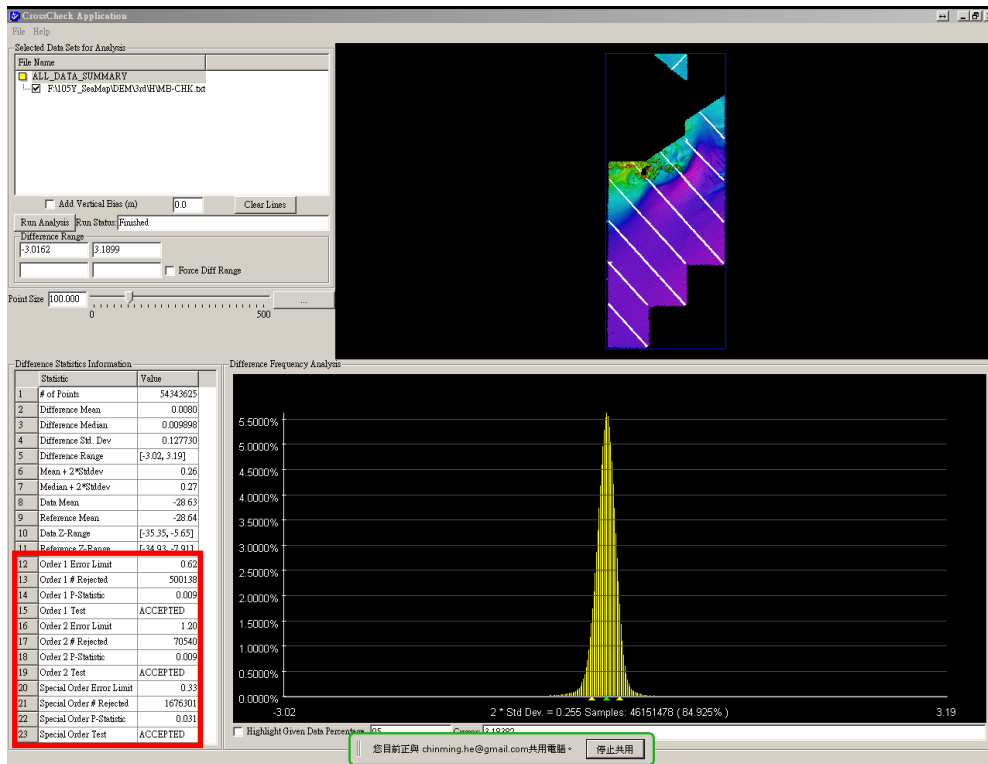 CrossCheck Application
File Help
Selected Data Sets for Analysis
File Name
ALL_DATA_SUMMARY
F:\105Y_SeaMap\DEM\3rd\H\MB-CHK.txt
Add Vertical Bias (m) 0.0 Clear Lines
Run Analysis Run Status: Finished
Difference Range
-3.0162 3.1899
Force Diff Range
Point Size 100.000 ...
0 500
Difference Statistics Information
Statistic Value
1 # of Points 54343625
2 Difference Mean 0.0080
3 Difference Median 0.009898
4 Difference Std. Dev 0.127730
5 Difference Range [-3.02, 3.19]
6 Mean + 2*Stddev 0.26
7 Median + 2*Stddev 0.27
8 Data Mean -28.63
9 Reference Mean -28.64
10 Data Z-Range [-35.35, -5.65]
11 Reference Z-Range [-34.93, -7.91]
12 Order 1 Error Limit 0.62
13 Order 1 # Rejected 500138
14 Order 1 P-Statistic 0.009
15 Order 1 Test ACCEPTED
16 Order 2 Error Limit 1.20
17 Order 2 # Rejected 70540
18 Order 2 P-Statistic 0.009
19 Order 2 Test ACCEPTED
20 Special Order Error Limit 0.33
21 Special Order # Rejected 1676301
22 Special Order P-Statistic 0.031
23 Special Order Test ACCEPTED
Difference Frequency Analysis
5.5000%
5.0000%
4.5000%
4.0000%
3.5000%
3.0000%
2.5000%
2.0000%
1.5000%
1.0000%
0.5000%
0.0000%
-3.02 2 * Std Dev. = 0.255 Samples: 46151478 ( 84.925% ) 3.19
Highlight Given Data Percentage 95 Cursor 3.18382
您目前正與 chinming.he@gmail.com共用電腦。 停止共用